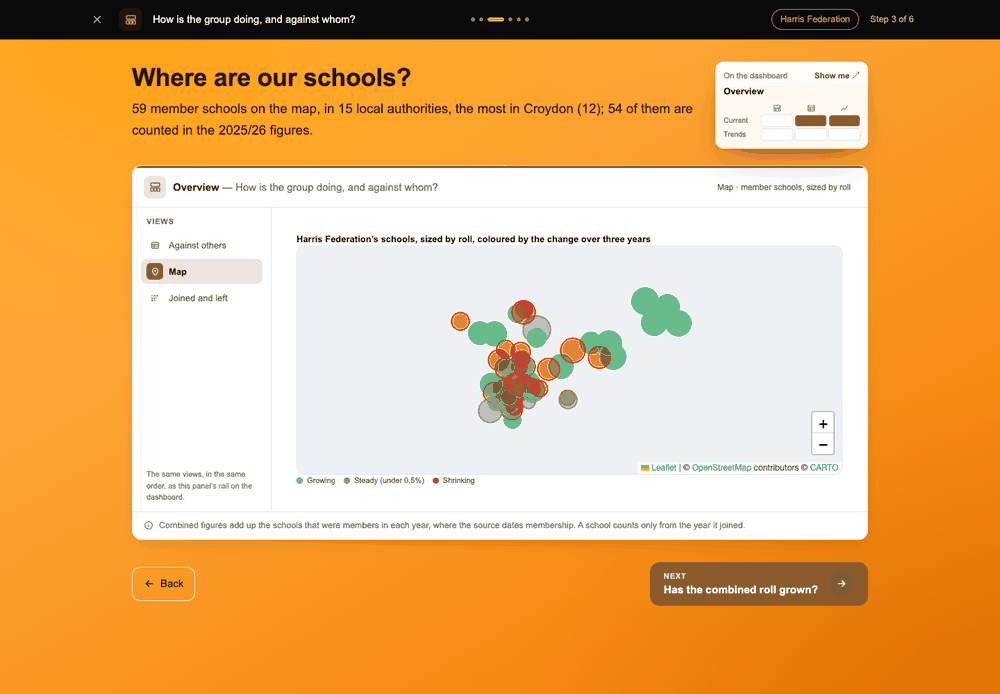 How is the group doing, and against whom?
Harris Federation
Step 3 of 6
Where are our schools?
59 member schools on the map, in 15 local authorities, the most in Croydon (12); 54 of them are
counted in the 2025/26 figures.
On the dashboard
Show me
Overview
Current
Trends
Overview — How is the group doing, and against whom?
Map · member schools, sized by roll
VIEWS
Against others
Map
Joined and left
The same views, in the same
order, as this panel's rail on the
dashboard.
Harris Federation's schools, sized by roll, coloured by the change over three years
+
−
Leaflet | © OpenStreetMap contributors © CARTO
Growing
Steady (under 0.5%)
Shrinking
Combined figures add up the schools that were members in each year, where the source dates membership. A school counts only from the year it joined.
Back
NEXT
Has the combined roll grown?